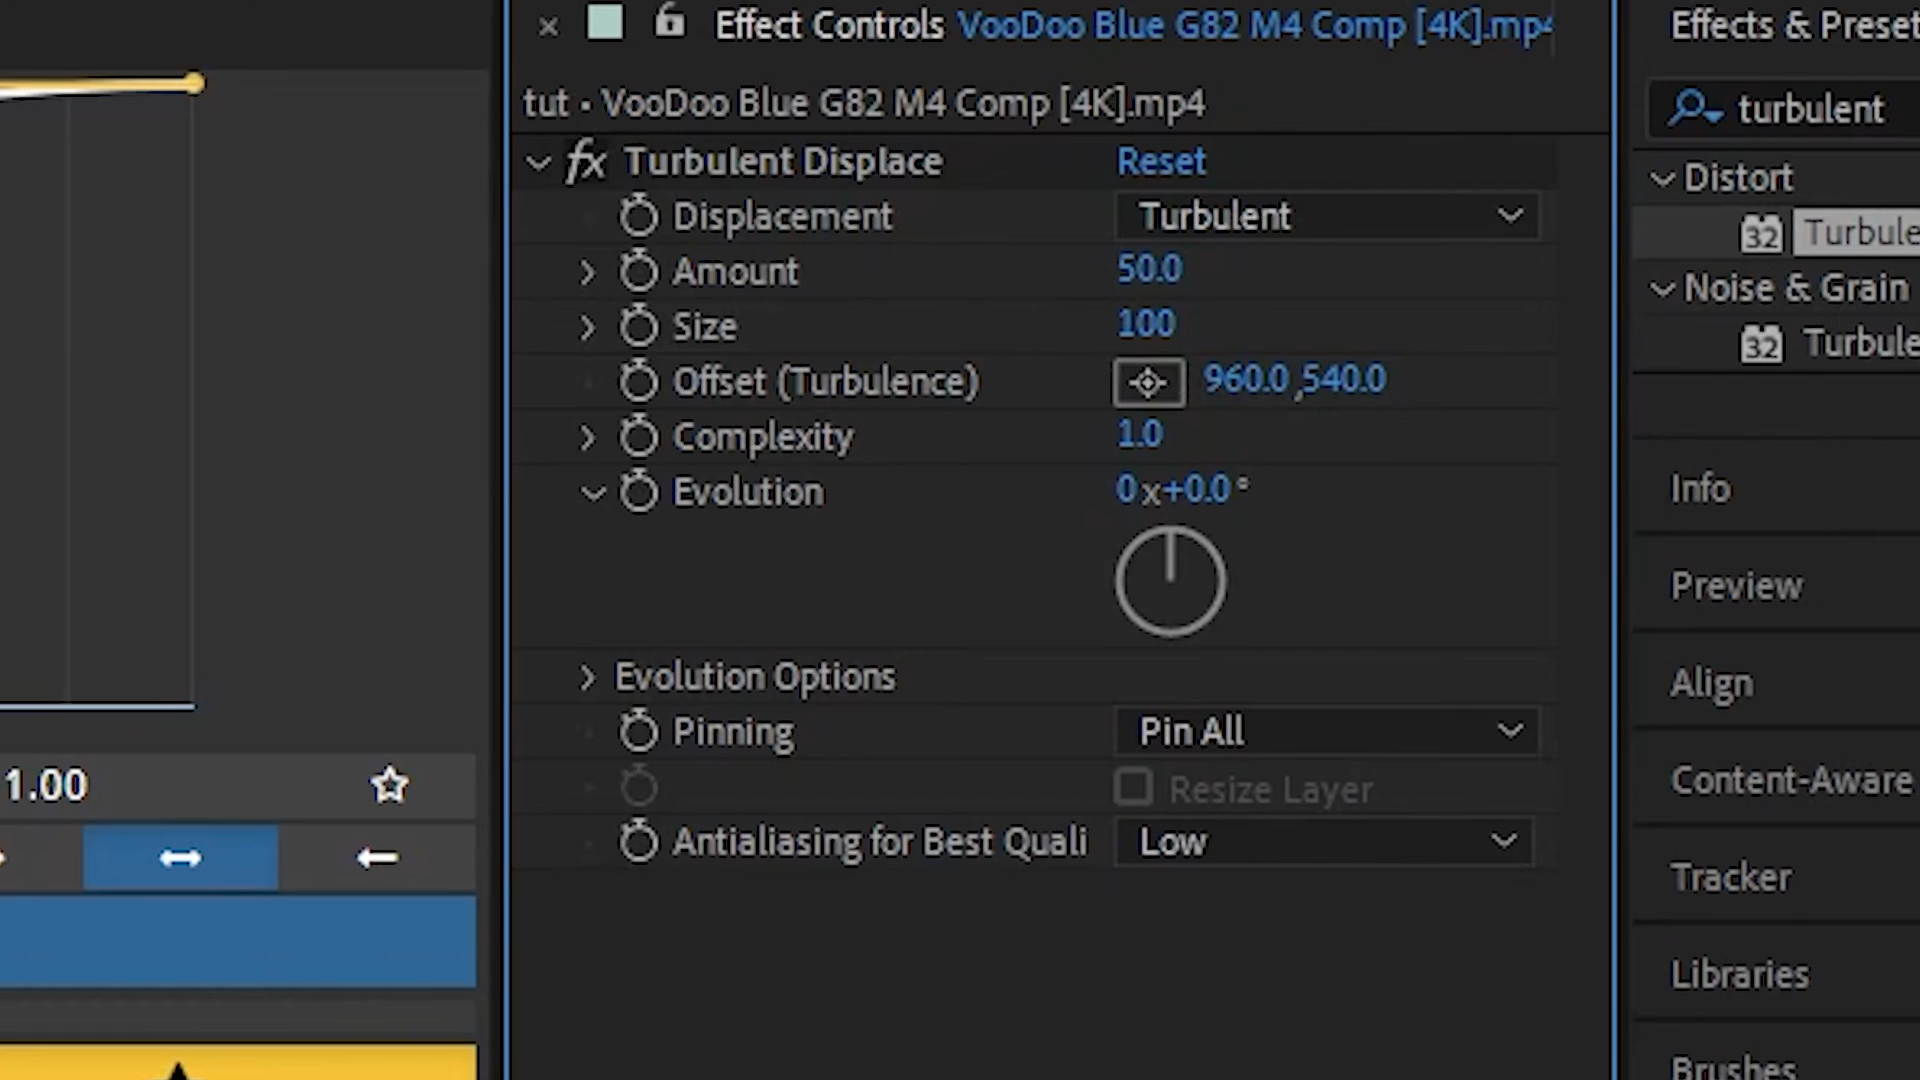 Effect Controls VooDoo Blue G82 M4 Comp [4K].mp4
tut • VooDoo Blue G82 M4 Comp [4K].mp4
fx Turbulent Displace Reset
Displacement Turbulent
Amount 50.0
Size 100
Offset (Turbulence) 960.0,540.0
Complexity 1.0
Evolution 0x+0.0°
Evolution Options
Pinning Pin All
Resize Layer
Antialiasing for Best Quali Low
1.00
Effects & Preset
turbulent
Distort
32 Turbule
Noise & Grain
32 Turbule
Info
Preview
Align
Content-Aware
Tracker
Libraries
Brushes